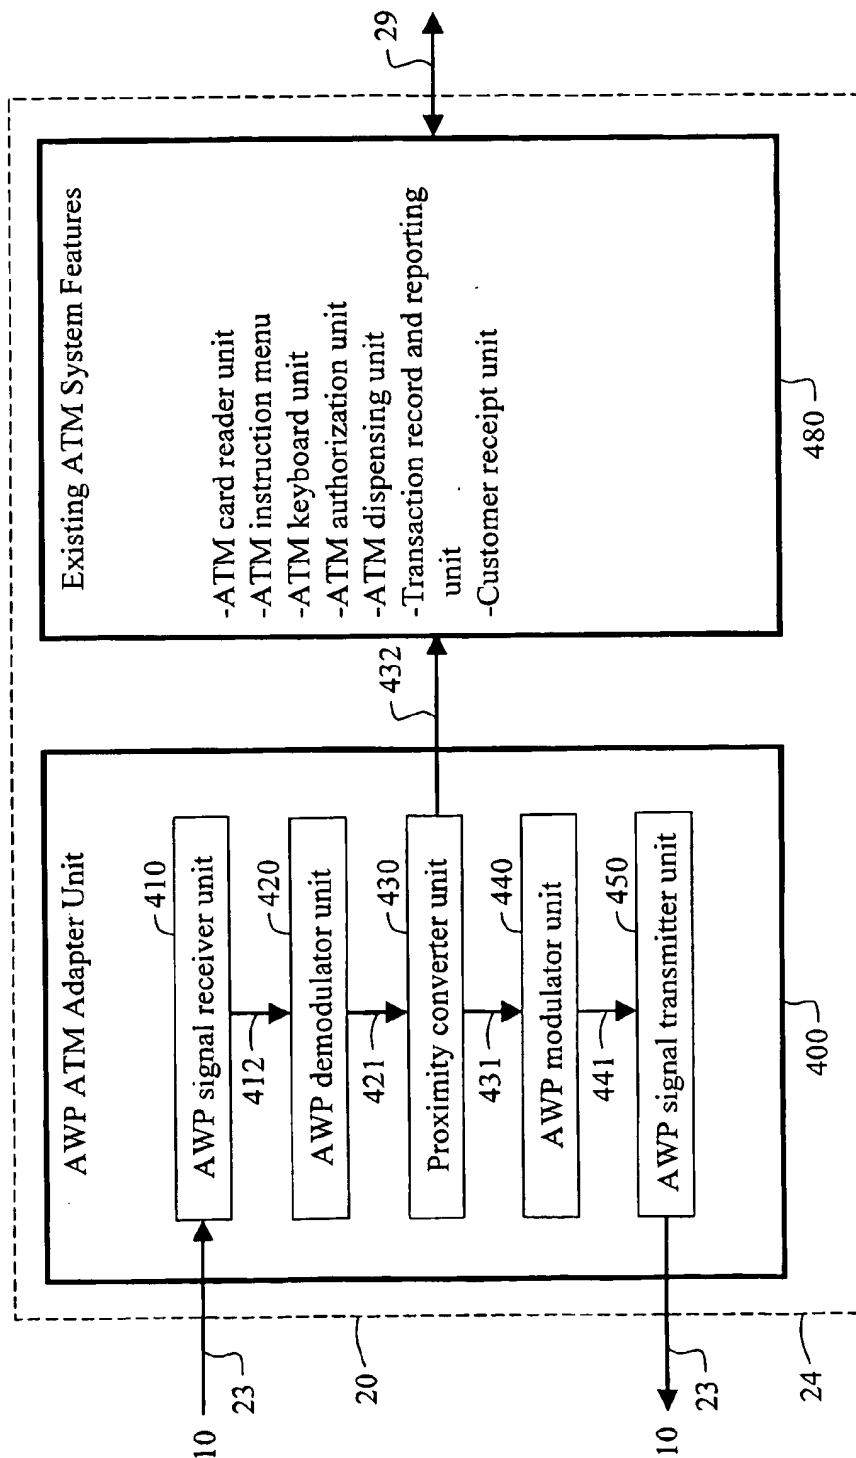 AWP ATM Adapter Unit
410
AWP signal receiver unit
412
420
AWP demodulator unit
421
430
Proximity converter unit
431
440
AWP modulator unit
441
450
AWP signal transmitter unit
400
10
23
20
10
23
24
432
Existing ATM System Features
-ATM card reader unit
-ATM instruction menu
-ATM keyboard unit
-ATM authorization unit
-ATM dispensing unit
-Transaction record and reporting
unit
-Customer receipt unit
480
29